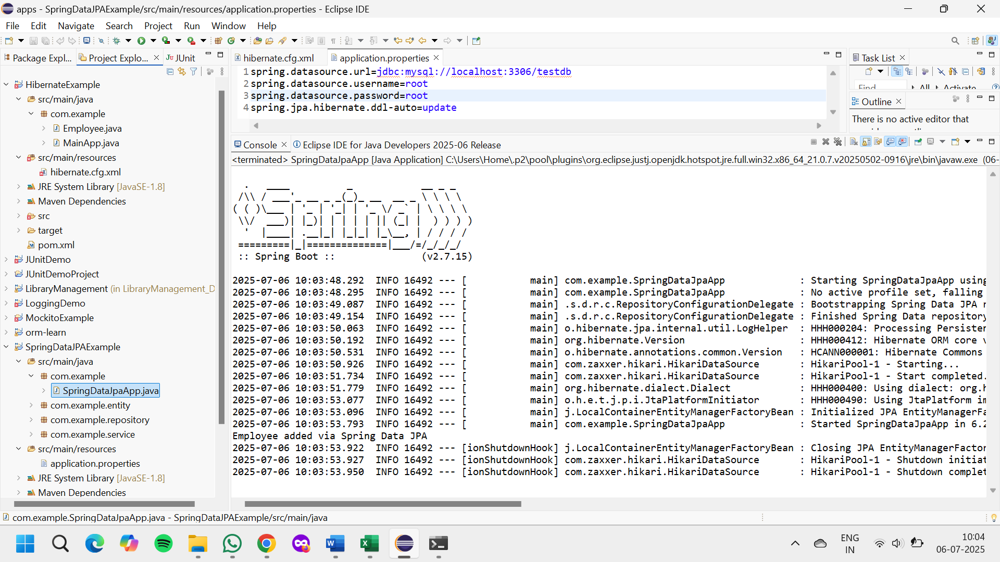 apps - SpringDataJPAExample/src/main/resources/application.properties - Eclipse IDE
File Edit Navigate Search Project Run Window Help
Package Expl...
Project Explo...
JUnit
HibernateExample
src/main/java
com.example
Employee.java
MainApp.java
src/main/resources
hibernate.cfg.xml
JRE System Library [JavaSE-1.8]
Maven Dependencies
src
target
pom.xml
JUnitDemo
JUnitDemoProject
LibraryManagement (in LibraryManagement_D
LoggingDemo
MockitoExample
orm-learn
SpringDataJPAExample
src/main/java
com.example
SpringDataJpaApp.java
com.example.entity
com.example.repository
com.example.service
src/main/resources
application.properties
JRE System Library [JavaSE-1.8]
Maven Dependencies
hibernate.cfg.xml
application.properties
1 spring.datasource.url=jdbc:mysql://localhost:3306/testdb
2 spring.datasource.username=root
3 spring.datasource.password=root
4 spring.jpa.hibernate.ddl-auto=update
Task List
Find All Activate...
Outline
There is no active editor that
Console
Eclipse IDE for Java Developers 2025-06 Release
<terminated> SpringDataJpaApp [Java Application] C:\Users\Home\.p2\pool\plugins\org.eclipse.justj.openjdk.hotspot.jre.full.win32.x86_64_21.0.7.v20250502-0916\jre\bin\javaw.exe (06-
Spring
:: Spring Boot :: (v2.7.15)
2025-07-06 10:03:48.292 INFO 16492 --- [ main] com.example.SpringDataJpaApp : Starting SpringDataJpaApp using
2025-07-06 10:03:48.295 INFO 16492 --- [ main] com.example.SpringDataJpaApp : No active profile set, falling
2025-07-06 10:03:49.087 INFO 16492 --- [ main] .s.d.r.c.RepositoryConfigurationDelegate : Bootstrapping Spring Data JPA r
2025-07-06 10:03:49.154 INFO 16492 --- [ main] .s.d.r.c.RepositoryConfigurationDelegate : Finished Spring Data repository
2025-07-06 10:03:50.063 INFO 16492 --- [ main] o.hibernate.jpa.internal.util.LogHelper : HHH000204: Processing Persisten
2025-07-06 10:03:50.192 INFO 16492 --- [ main] org.hibernate.Version : HHH000412: Hibernate ORM core v
2025-07-06 10:03:50.531 INFO 16492 --- [ main] o.hibernate.annotations.common.Version : HCANN000001: Hibernate Commons
2025-07-06 10:03:50.926 INFO 16492 --- [ main] com.zaxxer.hikari.HikariDataSource : HikariPool-1 - Starting...
2025-07-06 10:03:51.734 INFO 16492 --- [ main] com.zaxxer.hikari.HikariDataSource : HikariPool-1 - Start completed.
2025-07-06 10:03:51.779 INFO 16492 --- [ main] org.hibernate.dialect.Dialect : HHH000400: Using dialect: org.h
2025-07-06 10:03:53.077 INFO 16492 --- [ main] o.h.e.t.j.p.i.JtaPlatformInitiator : HHH000490: Using JtaPlatform im
2025-07-06 10:03:53.096 INFO 16492 --- [ main] j.LocalContainerEntityManagerFactoryBean : Initialized JPA EntityManagerFa
2025-07-06 10:03:53.793 INFO 16492 --- [ main] com.example.SpringDataJpaApp : Started SpringDataJpaApp in 6.2
Employee added via Spring Data JPA
2025-07-06 10:03:53.922 INFO 16492 --- [ionShutdownHook] j.LocalContainerEntityManagerFactoryBean : Closing JPA EntityManagerFactor
2025-07-06 10:03:53.927 INFO 16492 --- [ionShutdownHook] com.zaxxer.hikari.HikariDataSource : HikariPool-1 - Shutdown initiat
2025-07-06 10:03:53.950 INFO 16492 --- [ionShutdownHook] com.zaxxer.hikari.HikariDataSource : HikariPool-1 - Shutdown complet
com.example.SpringDataJpaApp.java - SpringDataJPAExample/src/main/java
ENG
IN
10:04
06-07-2025